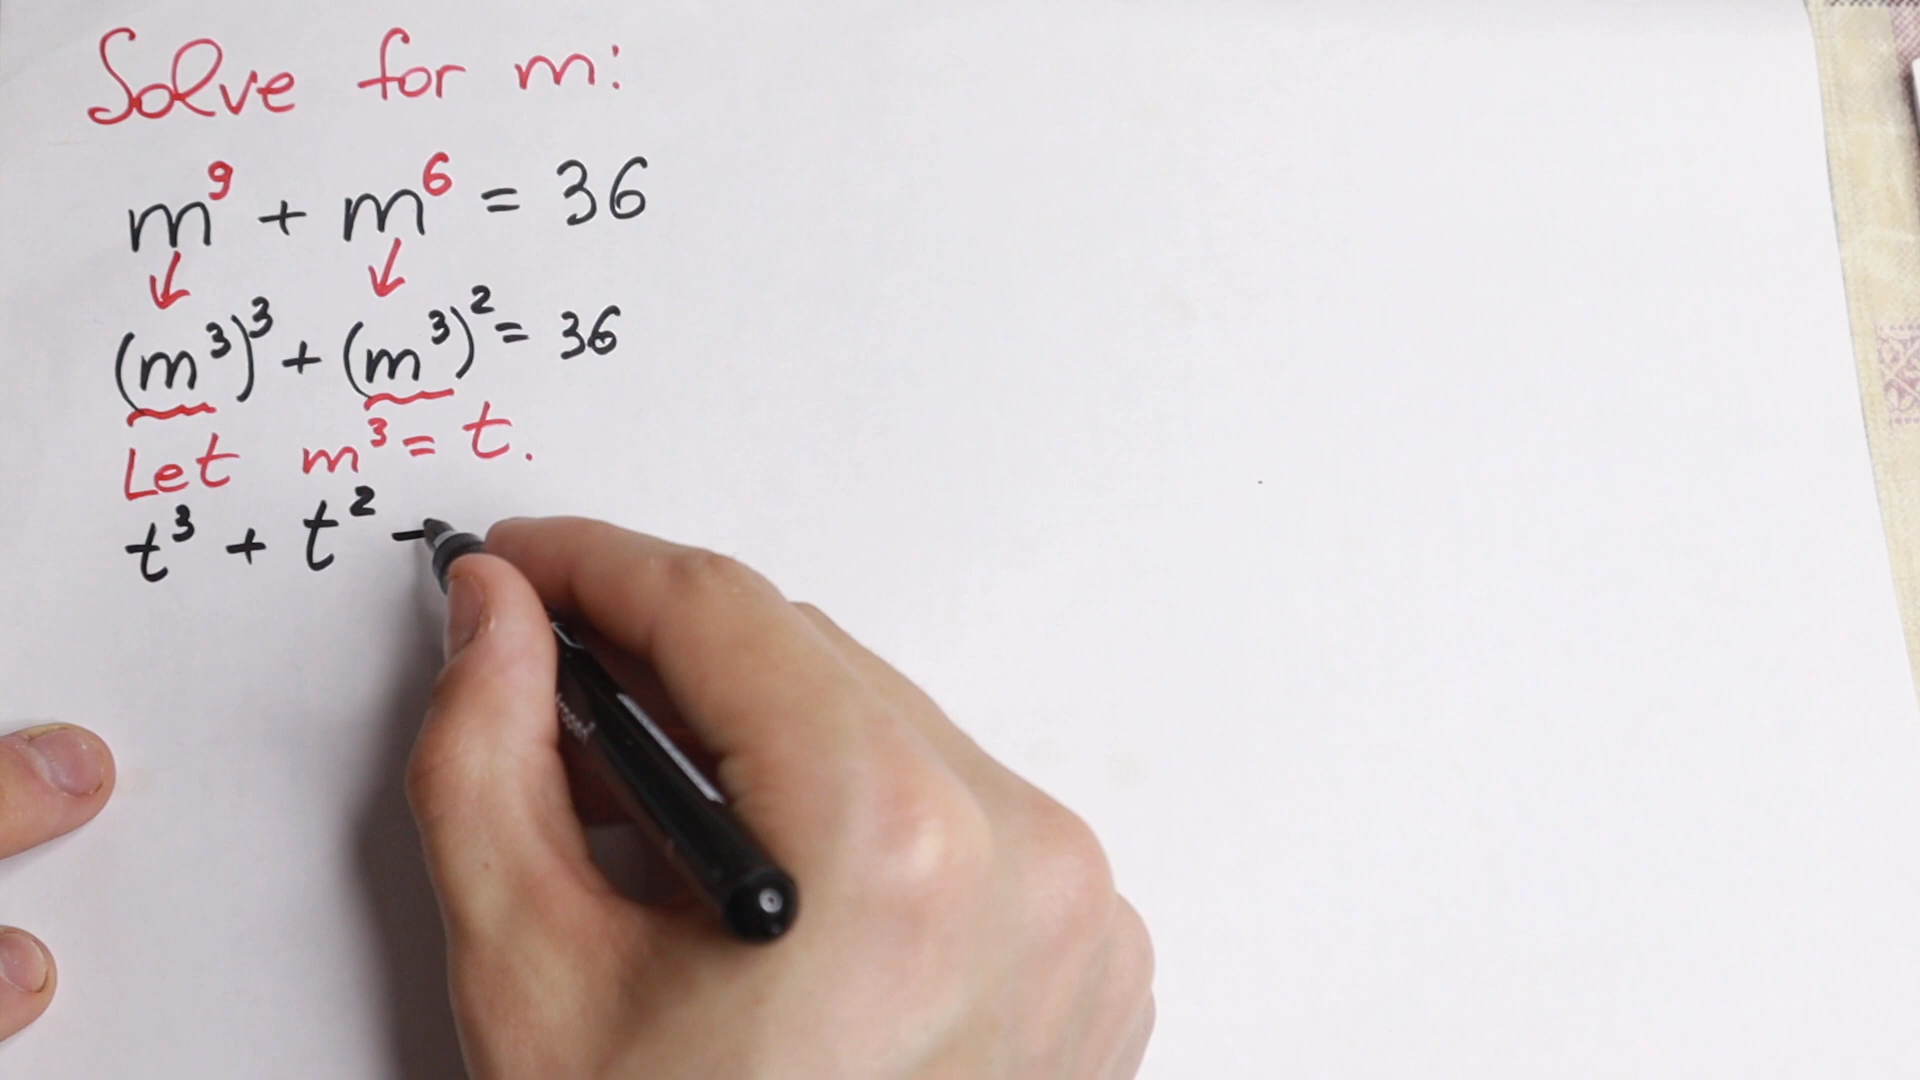 Solve for m:
m⁹ + m⁶ = 36
(m³)³ + (m³)² = 36
Let m³ = t.
t³ + t² -